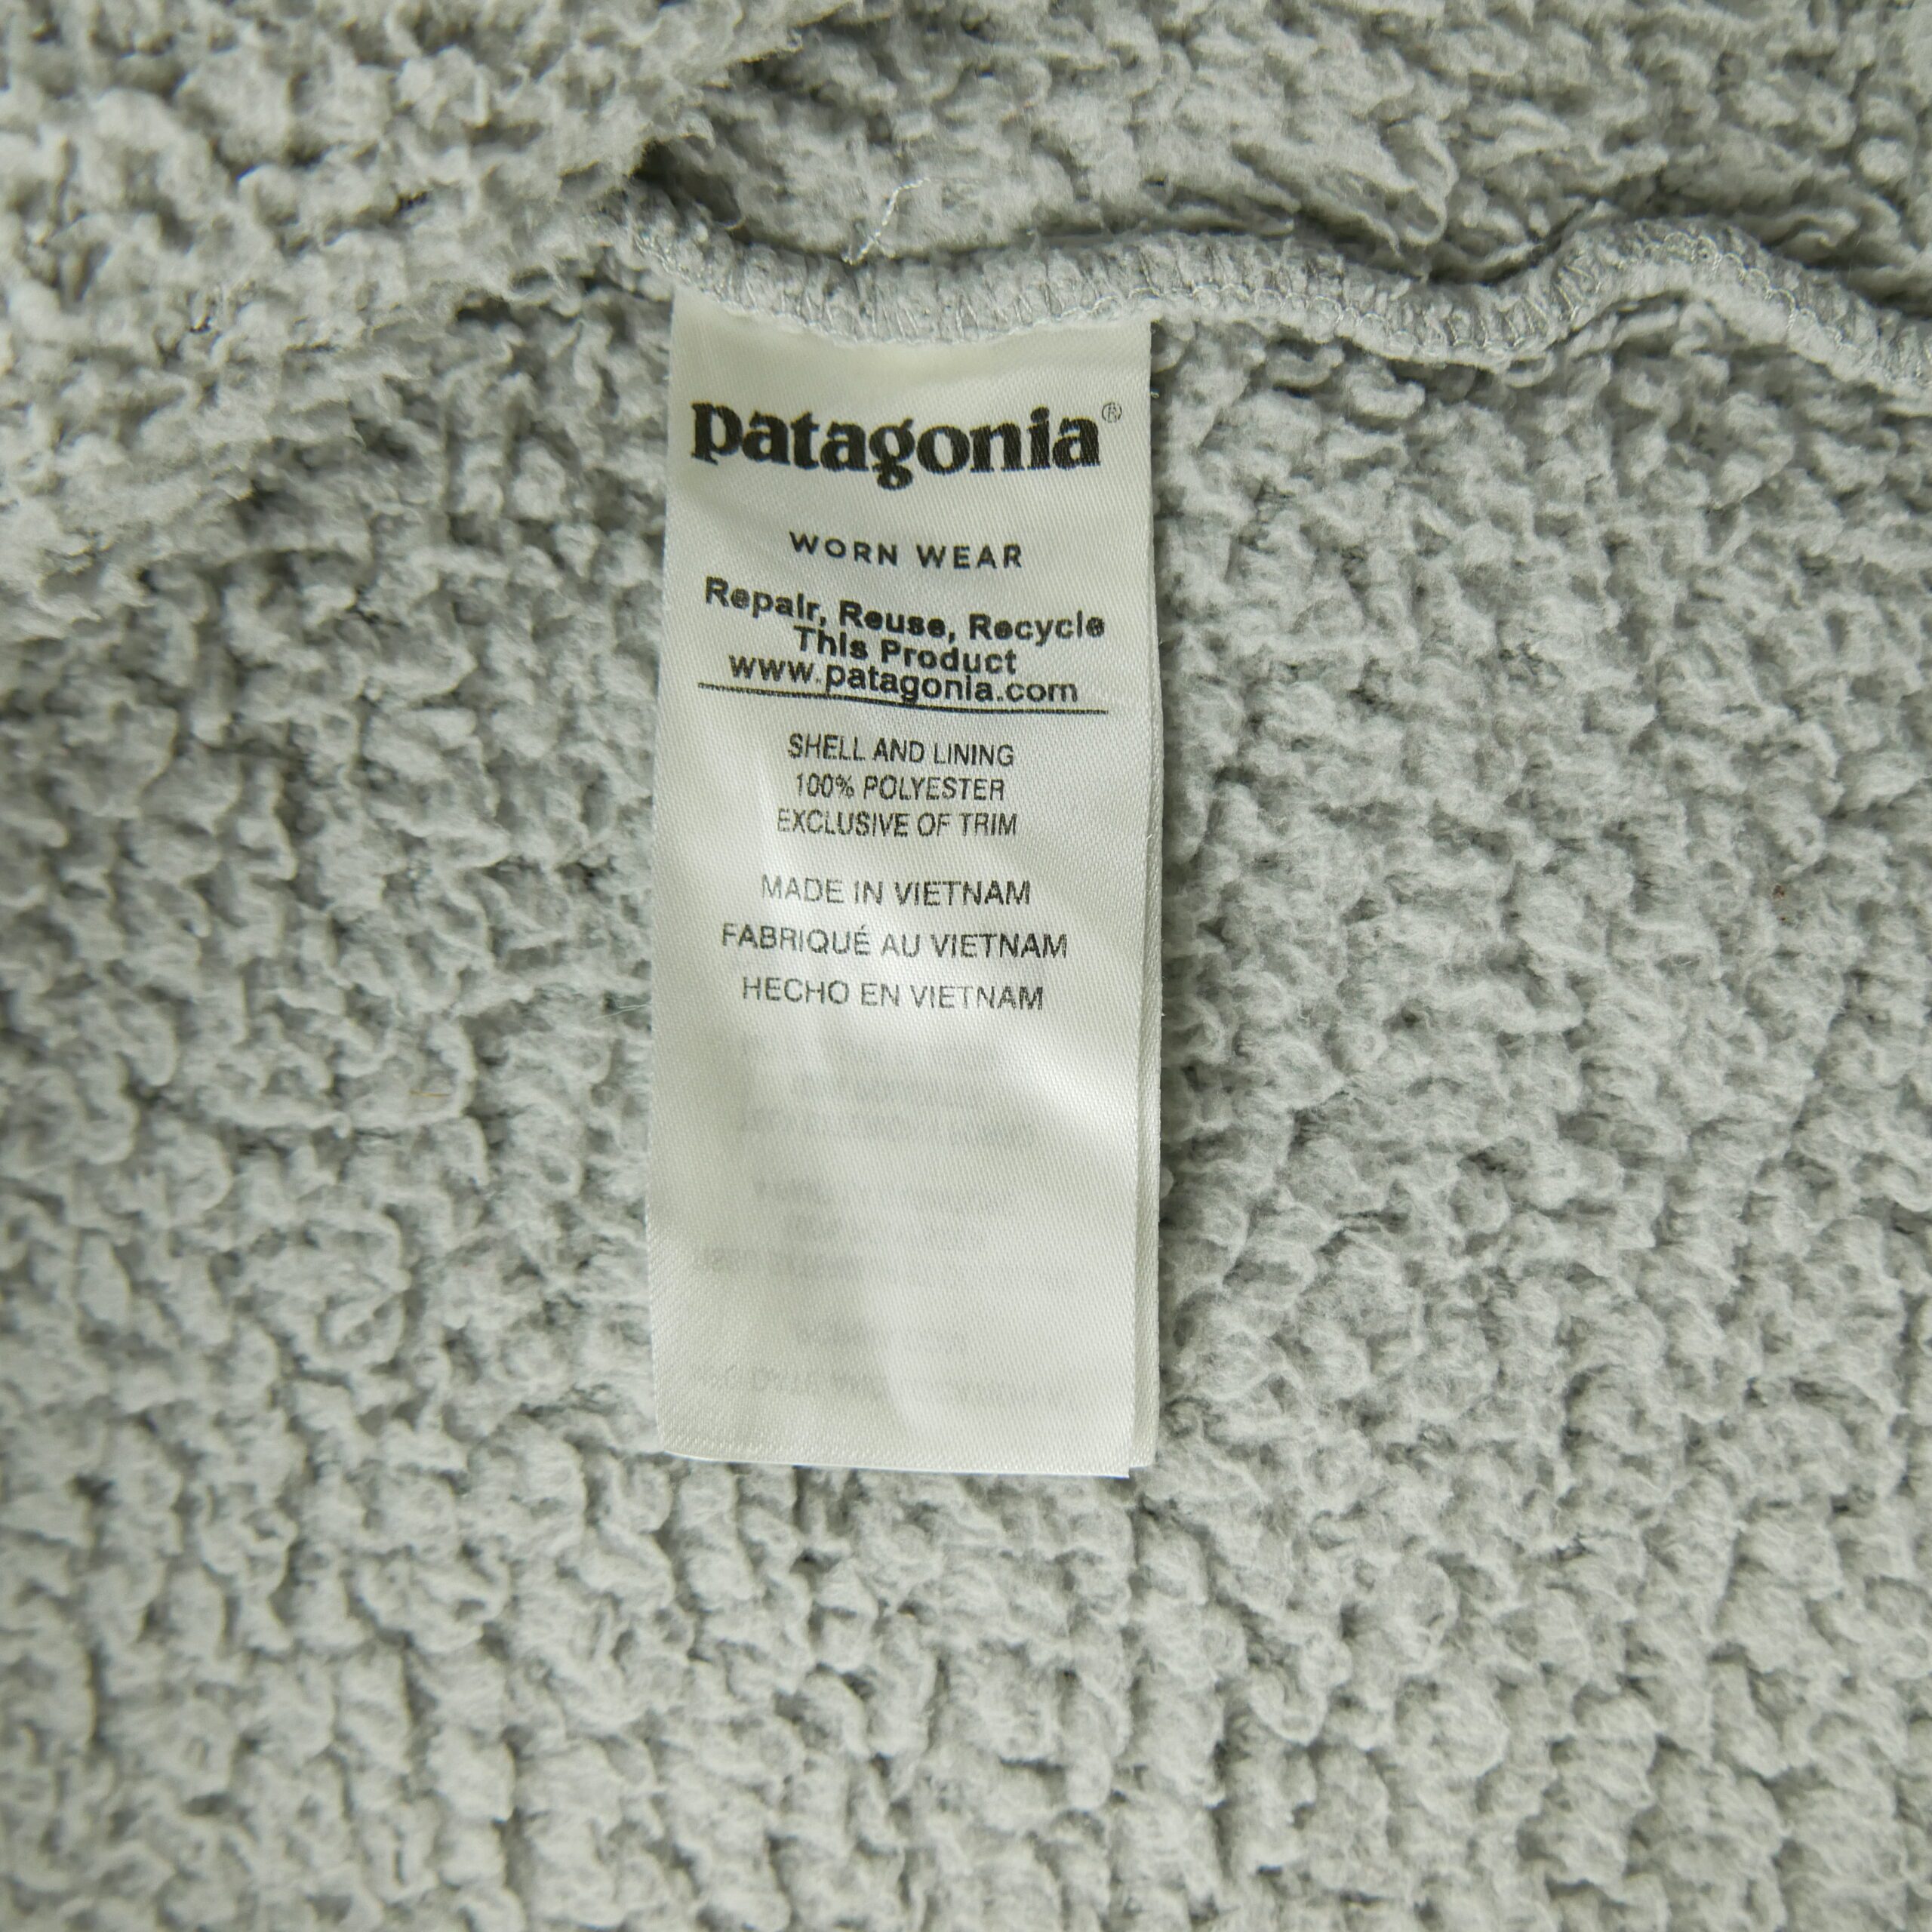 patagonia®
WORN WEAR
Repair, Reuse, Recycle
This Product
www.patagonia.com
SHELL AND LINING
100% POLYESTER
EXCLUSIVE OF TRIM
MADE IN VIETNAM
FABRIQUÉ AU VIETNAM
HECHO EN VIETNAM